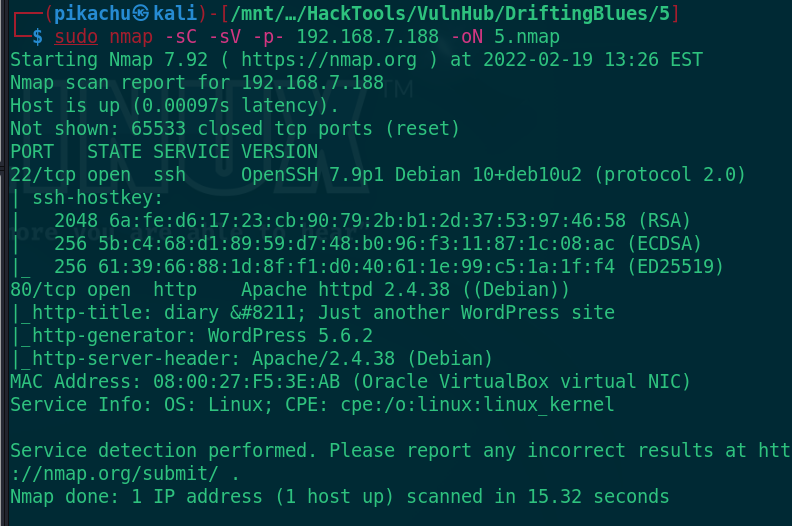 ┌──(pikachu㉿kali)-[/mnt/…/HackTools/VulnHub/DriftingBlues/5]
└─$ sudo nmap -sC -sV -p- 192.168.7.188 -oN 5.nmap
Starting Nmap 7.92 ( https://nmap.org ) at 2022-02-19 13:26 EST
Nmap scan report for 192.168.7.188
Host is up (0.00097s latency).
Not shown: 65533 closed tcp ports (reset)
PORT   STATE SERVICE VERSION
22/tcp open  ssh     OpenSSH 7.9p1 Debian 10+deb10u2 (protocol 2.0)
| ssh-hostkey:
|   2048 6a:fe:d6:17:23:cb:90:79:2b:b1:2d:37:53:97:46:58 (RSA)
|   256 5b:c4:68:d1:89:59:d7:48:b0:96:f3:11:87:1c:08:ac (ECDSA)
|_  256 61:39:66:88:1d:8f:f1:d0:40:61:1e:99:c5:1a:1f:f4 (ED25519)
80/tcp open  http    Apache httpd 2.4.38 ((Debian))
|_http-title: diary &#8211; Just another WordPress site
|_http-generator: WordPress 5.6.2
|_http-server-header: Apache/2.4.38 (Debian)
MAC Address: 08:00:27:F5:3E:AB (Oracle VirtualBox virtual NIC)
Service Info: OS: Linux; CPE: cpe:/o:linux:linux_kernel

Service detection performed. Please report any incorrect results at htt
://nmap.org/submit/ .
Nmap done: 1 IP address (1 host up) scanned in 15.32 seconds